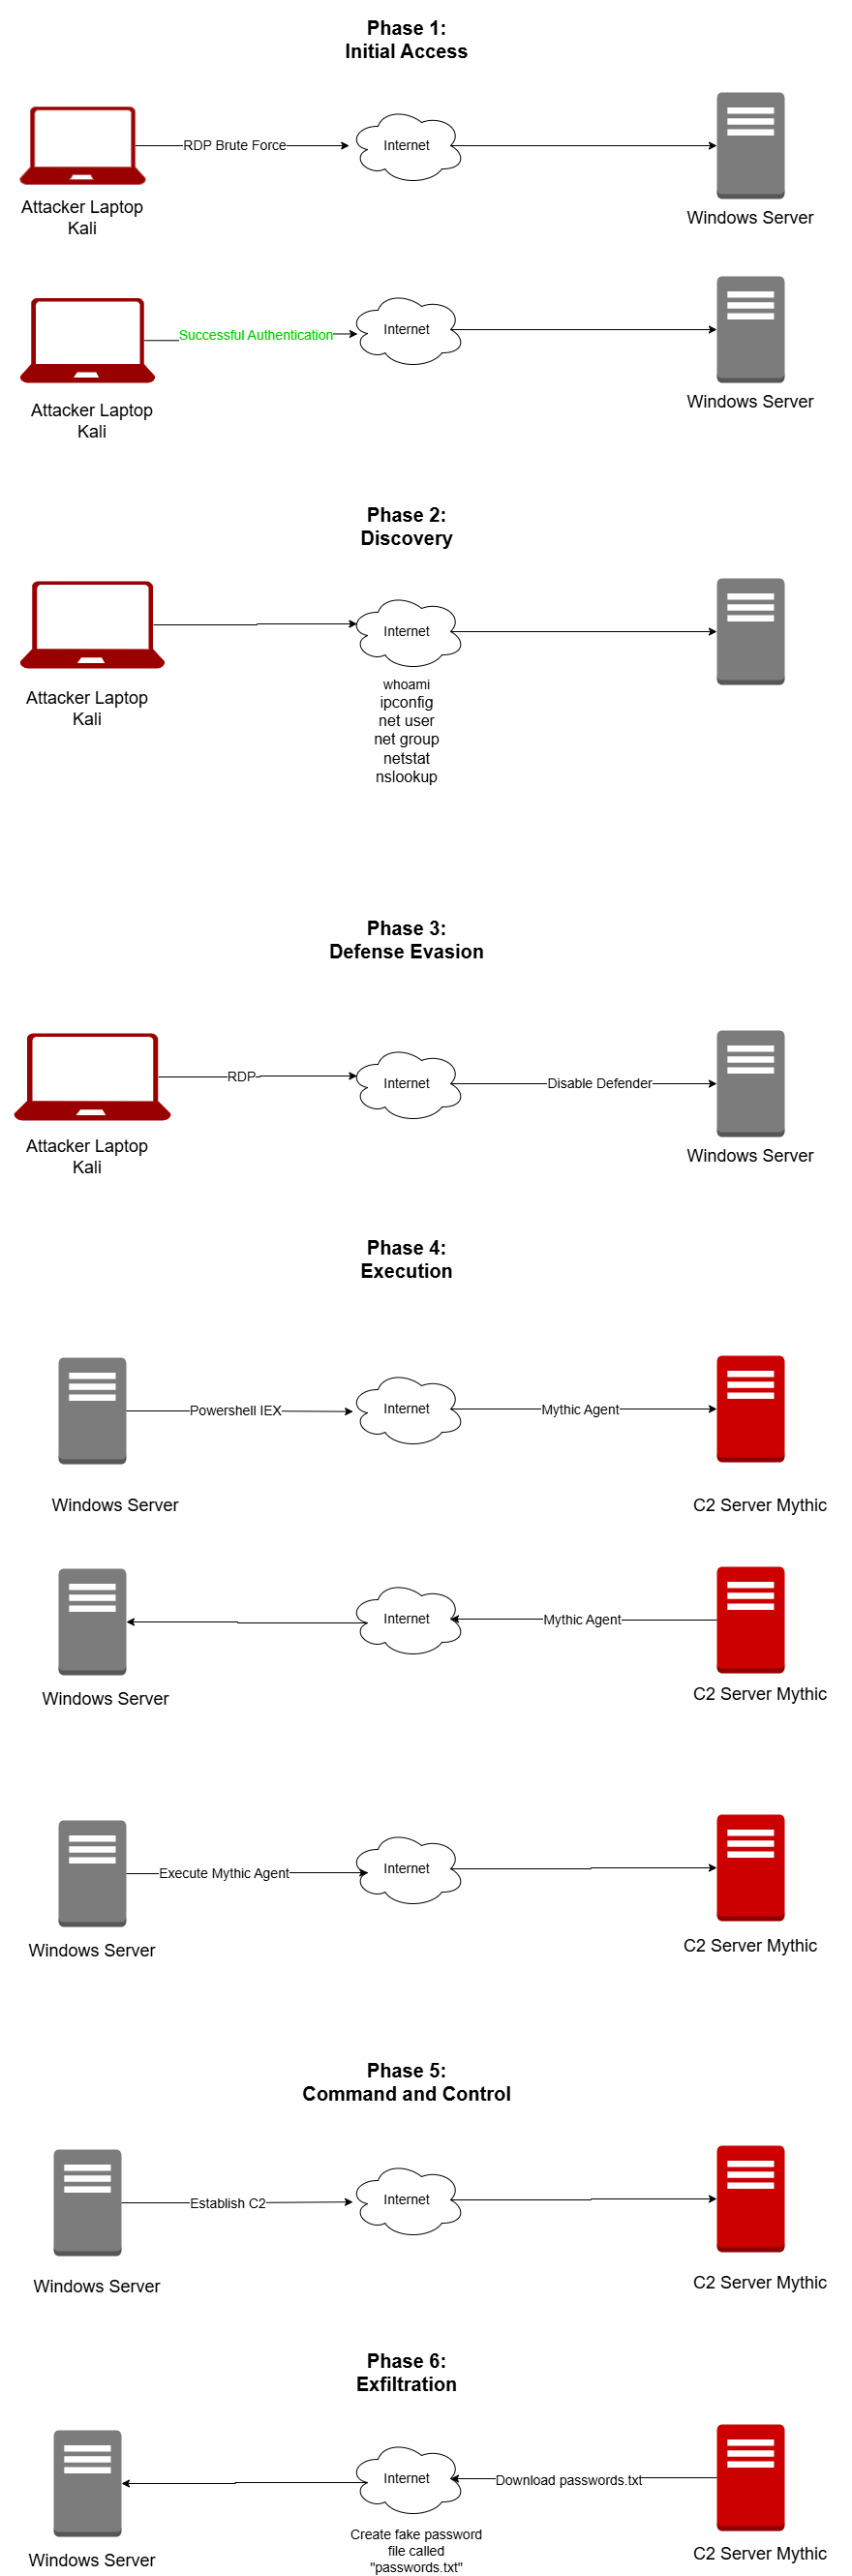 Phase 1:
Initial Access
RDP Brute Force
Internet
Attacker Laptop
Kali
Windows Server
Successful Authentication
Internet
Attacker Laptop
Kali
Windows Server
Phase 2:
Discovery
Internet
Attacker Laptop
Kali
whoami
ipconfig
net user
net group
netstat
nslookup
Phase 3:
Defense Evasion
RDP
Internet
Disable Defender
Attacker Laptop
Kali
Windows Server
Phase 4:
Execution
Powershell IEX
Internet
Mythic Agent
Windows Server
C2 Server Mythic
Internet
Mythic Agent
Windows Server
C2 Server Mythic
Execute Mythic Agent
Internet
Windows Server
C2 Server Mythic
Phase 5:
Command and Control
Establish C2
Internet
Windows Server
C2 Server Mythic
Phase 6:
Exfiltration
Internet
Download passwords.txt
Windows Server
Create fake password
file called
"passwords.txt"
C2 Server Mythic